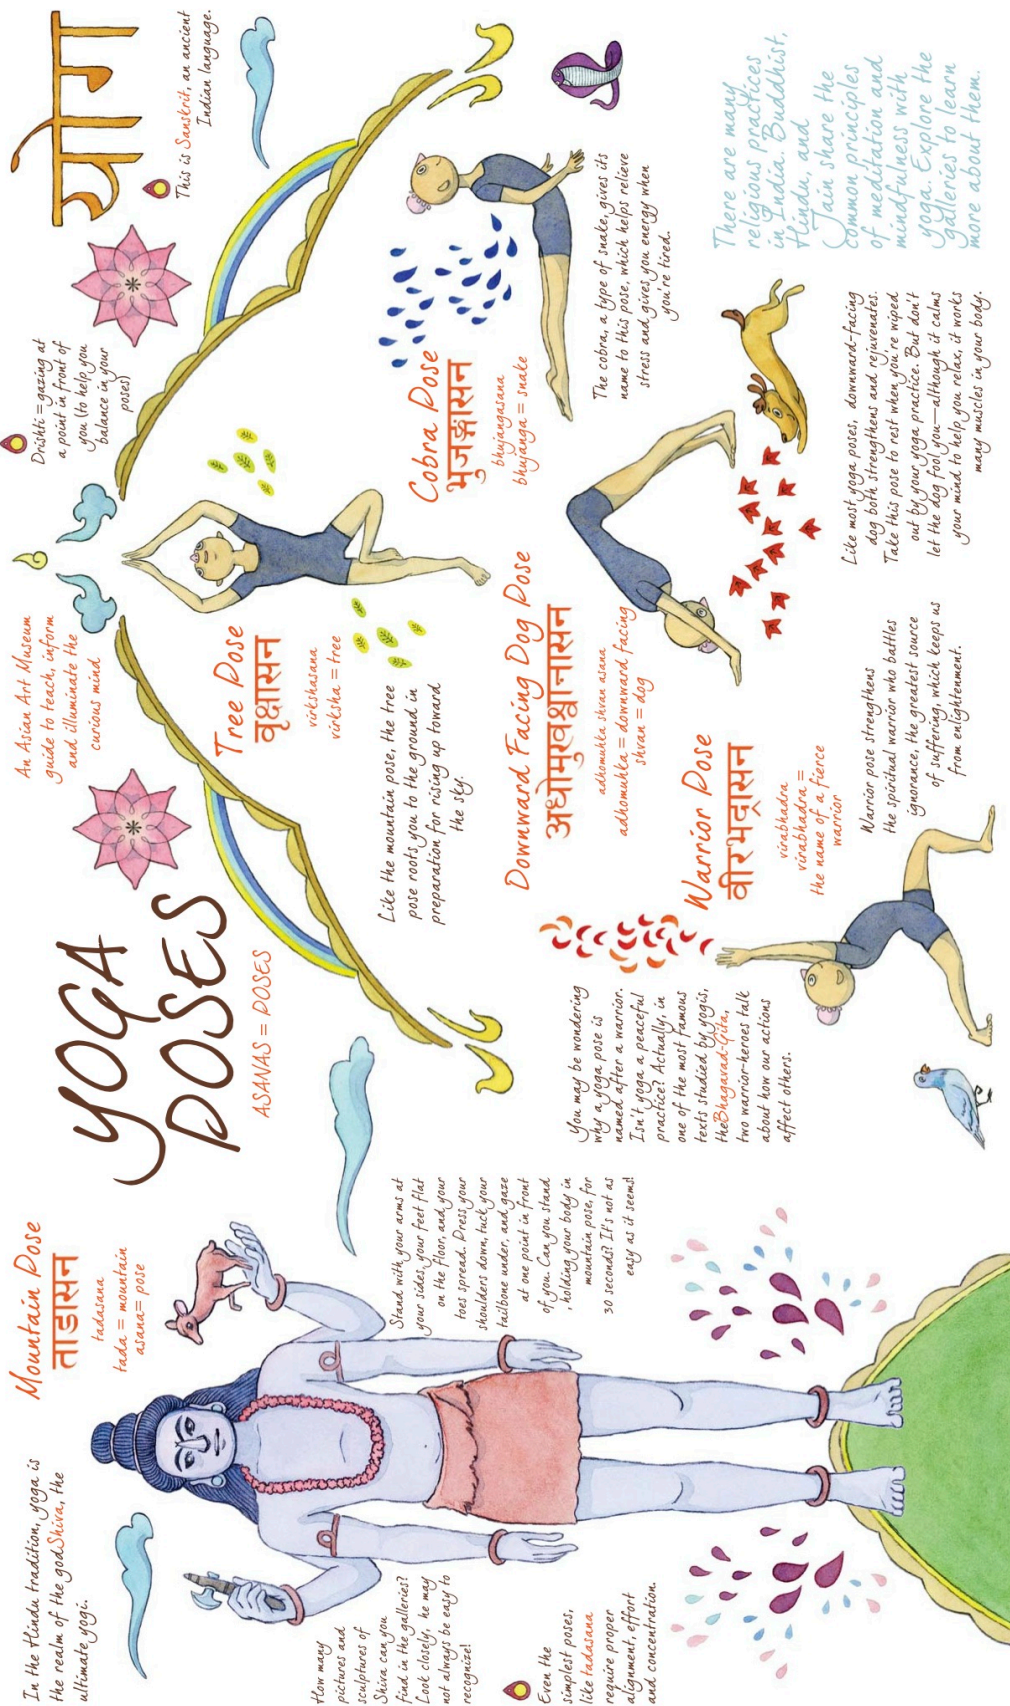 In the Hindu tradition, yoga is
the realm of the god Shiva, the
ultimate yogi.
Mountain Pose
ताडासन
tadasana
tada = mountain
asana= pose
How many
pictures and
sculptures of
Shiva can you
find in the galleries?
Look closely, he may
not always be easy to
recognize!
Even the
simplest poses,
like tadasana
require proper
alignment, effort
and concentration.
Stand with your arms at
your sides, your feet flat
on the floor, and your
toes spread. Press your
shoulders down, tuck your
tailbone under, and gaze
at one point in front
of you. Can you stand
, holding your body in
mountain pose, for
30 seconds? It's not as
easy as it seems!
YOGA
POSES
ASANAS = POSES
An Asian Art Museum
guide to teach, inform
and illuminate the
curious mind
Drishti = gazing at
a point in front of
you (to help you
balance in your
poses)
योग
This is Sanskrit, an ancient
Indian language.
Tree Pose
वृक्षासन
virkshasana
virksha = tree
Like the mountain pose, the tree
pose roots you to the ground in
preparation for rising up toward
the sky.
Cobra Pose
भुजङ्गासन
bhujangasana
bhujanga = snake
The cobra, a type of snake, gives its
name to this pose, which helps relieve
stress and gives you energy when
you're tired.
Downward Facing Dog Pose
अधोमुखश्वानासन
adhomuhka shvan asana
adhomuhka = downward facing
shvan = dog
Like most yoga poses, downward-facing
dog both strengthens and rejuvenates.
Take this pose to rest when you're wiped
out by your yoga practice. But don't
let the dog fool you—although it calms
your mind to help you relax, it works
many muscles in your body.
You may be wondering
why a yoga pose is
named after a warrior.
Isn't yoga a peaceful
practice? Actually, in
one of the most famous
texts studied by yogis,
theBhagavad-Gita,
two warrior-heroes talk
about how our actions
affect others.
Warrior Pose
वीरभद्रासन
virabhadra
virabhadra =
the name of a fierce
warrior
Warrior pose strengthens
the spiritual warrior who battles
ignorance, the greatest source
of suffering, which keeps us
from enlightenment.
There are many
religious practices
in India. Buddhist,
Hindu, and
Jain share the
common principles
of meditation and
mindfulness with
yoga. Explore the
galleries to learn
more about them.